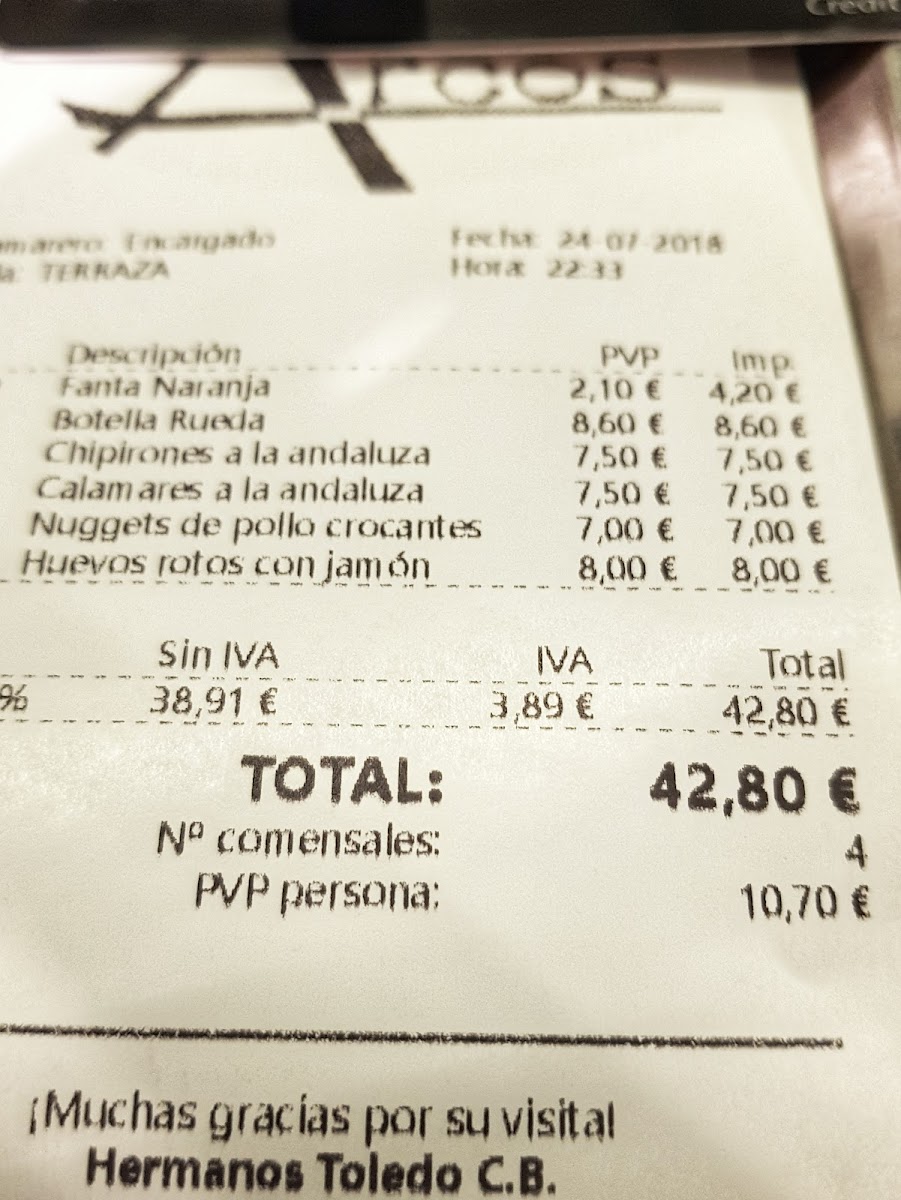 Credit
Arcos
amarero Encargado Fecha: 24-07-2018
la: TERRAZA Hora: 22:33
Descripción PVP Imp.
Fanta Naranja 2,10 € 4,20 €
Botella Rueda 8,60 € 8,60 €
Chipirones a la andaluza 7,50 € 7,50 €
Calamares a la andaluza 7,50 € 7,50 €
Nuggets de pollo crocantes 7,00 € 7,00 €
Huevos rotos con jamón 8,00 € 8,00 €
Sin IVA IVA Total
% 38,91 € 3,89 € 42,80 €
TOTAL: 42,80 €
Nº comensales: 4
PVP persona: 10,70 €
¡Muchas gracias por su visita!
Hermanos Toledo C.B.